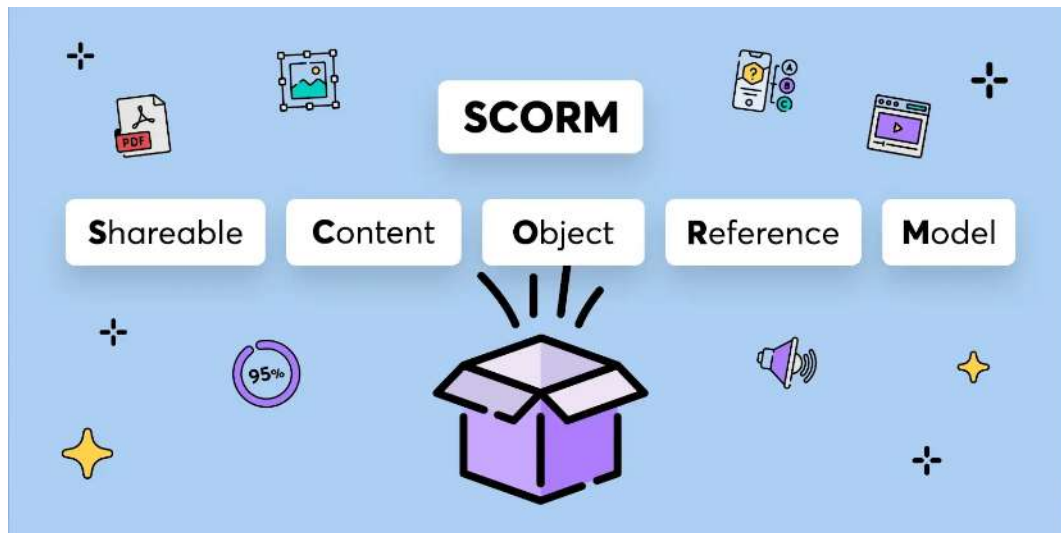 SCORM
PDF
?
A
B
C
Shareable Content Object Reference Model
95%